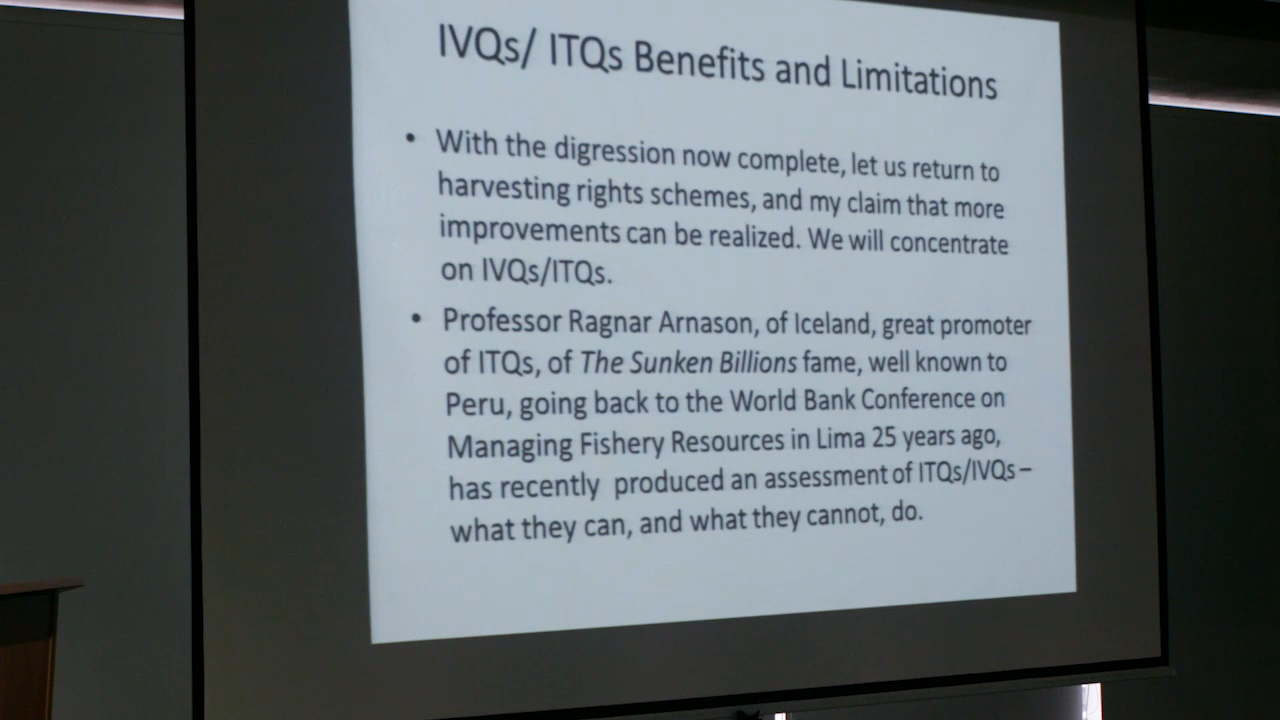 IVQs/ ITQs Benefits and Limitations
• With the digression now complete, let us return to
harvesting rights schemes, and my claim that more
improvements can be realized. We will concentrate
on IVQs/ITQs.
• Professor Ragnar Arnason, of Iceland, great promoter
of ITQs, of The Sunken Billions fame, well known to
Peru, going back to the World Bank Conference on
Managing Fishery Resources in Lima 25 years ago,
has recently produced an assessment of ITQs/IVQs –
what they can, and what they cannot, do.